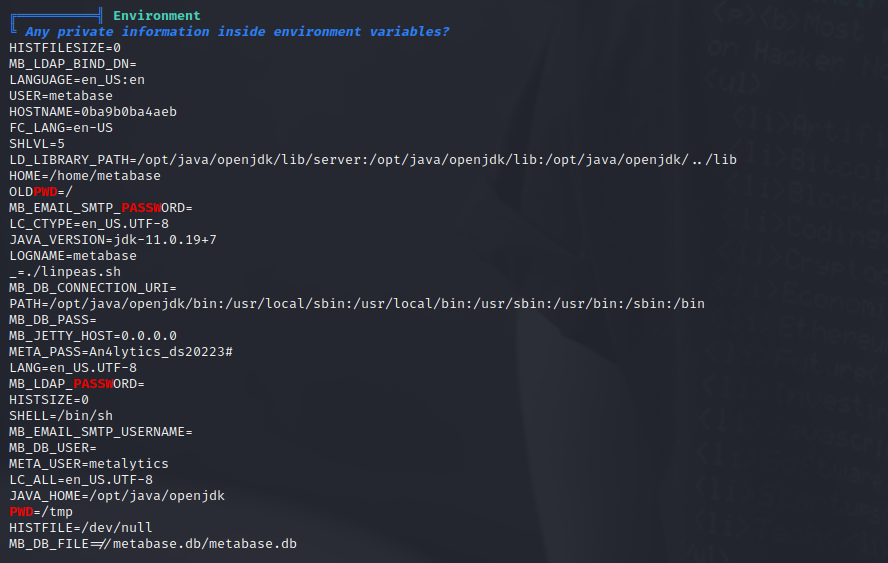 ╔══════════╣ Environment
╚ Any private information inside environment variables?
HISTFILESIZE=0
MB_LDAP_BIND_DN=
LANGUAGE=en_US:en
USER=metabase
HOSTNAME=0ba9b0ba4aeb
FC_LANG=en-US
SHLVL=5
LD_LIBRARY_PATH=/opt/java/openjdk/lib/server:/opt/java/openjdk/lib:/opt/java/openjdk/../lib
HOME=/home/metabase
OLDPWD=/
MB_EMAIL_SMTP_PASSWORD=
LC_CTYPE=en_US.UTF-8
JAVA_VERSION=jdk-11.0.19+7
LOGNAME=metabase
_=./linpeas.sh
MB_DB_CONNECTION_URI=
PATH=/opt/java/openjdk/bin:/usr/local/sbin:/usr/local/bin:/usr/sbin:/usr/bin:/sbin:/bin
MB_DB_PASS=
MB_JETTY_HOST=0.0.0.0
META_PASS=An4lytics_ds20223#
LANG=en_US.UTF-8
MB_LDAP_PASSWORD=
HISTSIZE=0
SHELL=/bin/sh
MB_EMAIL_SMTP_USERNAME=
MB_DB_USER=
META_USER=metalytics
LC_ALL=en_US.UTF-8
JAVA_HOME=/opt/java/openjdk
PWD=/tmp
HISTFILE=/dev/null
MB_DB_FILE=//metabase.db/metabase.db